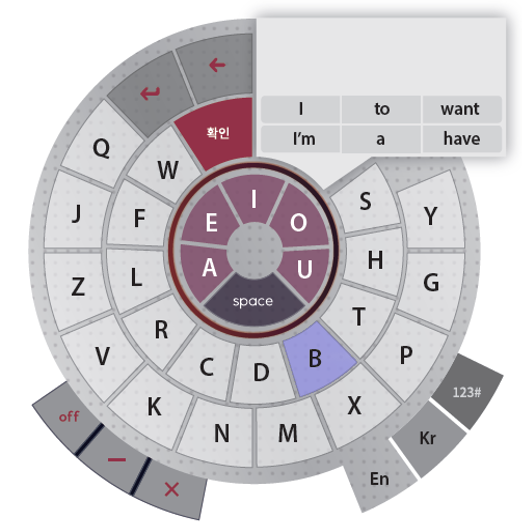 I to want
I'm a have
←
↵
확인
Q W S Y
J F E I O H G
Z L A U T P
space
V R C D B X
K N M
off
−
×
123#
Kr
En